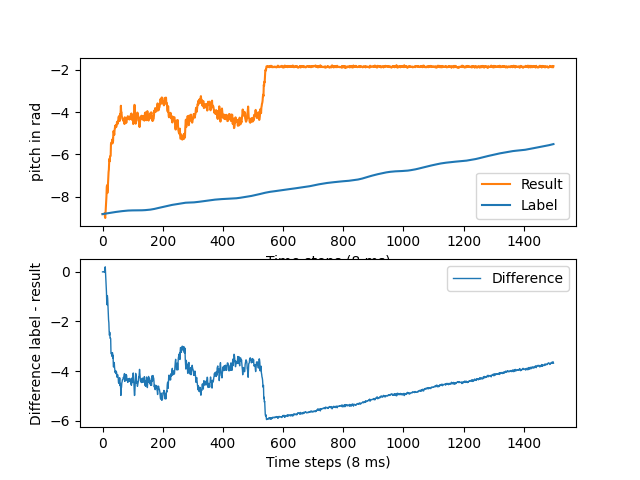 −2
−4
−6
−8
pitch in rad
Result
Label
0 200 400 600 800 1000 1200 1400
Time steps (8 ms)
0
−2
−4
−6
Difference label - result
Difference
0 200 400 600 800 1000 1200 1400
Time steps (8 ms)